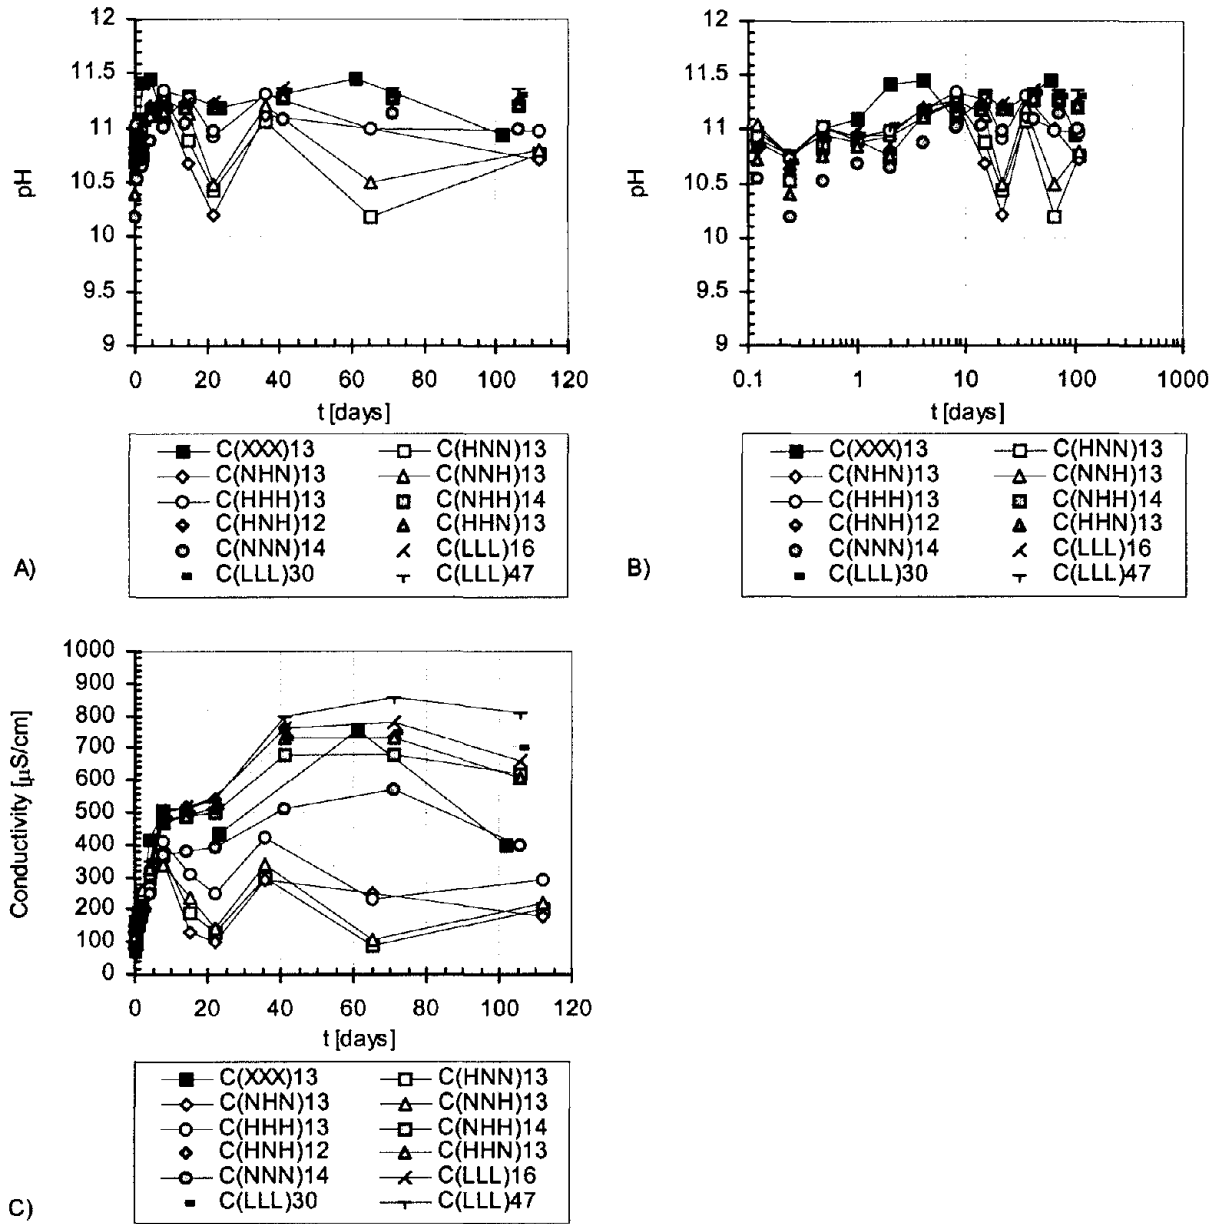 12
11.5
11
10.5
10
9.5
9
pH
0 20 40 60 80 100 120
t [days]
C(XXX)13 C(HNN)13
C(NHN)13 C(NNH)13
C(HHH)13 C(NHH)14
C(HNH)12 C(HHN)13
C(NNN)14 C(LLL)16
C(LLL)30 C(LLL)47
A)
12
11.5
11
10.5
10
9.5
9
pH
0.1 1 10 100 1000
t [days]
C(XXX)13 C(HNN)13
C(NHN)13 C(NNH)13
C(HHH)13 C(NHH)14
C(HNH)12 C(HHN)13
C(NNN)14 C(LLL)16
C(LLL)30 C(LLL)47
B)
1000
900
800
700
600
500
400
300
200
100
0
Conductivity [µS/cm]
0 20 40 60 80 100 120
t [days]
C(XXX)13 C(HNN)13
C(NHN)13 C(NNH)13
C(HHH)13 C(NHH)14
C(HNH)12 C(HHN)13
C(NNN)14 C(LLL)16
C(LLL)30 C(LLL)47
C)